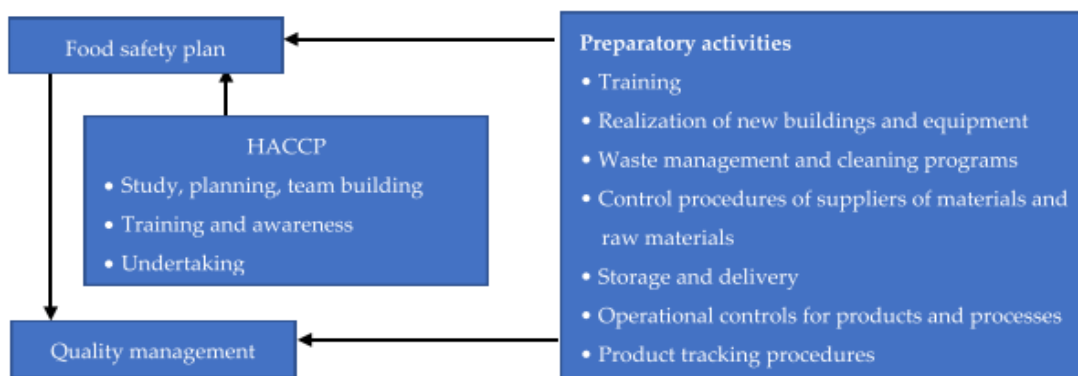 Food safety plan
HACCP
• Study, planning, team building
• Training and awareness
• Undertaking
Quality management
Preparatory activities
• Training
• Realization of new buildings and equipment
• Waste management and cleaning programs
• Control procedures of suppliers of materials and
raw materials
• Storage and delivery
• Operational controls for products and processes
• Product tracking procedures